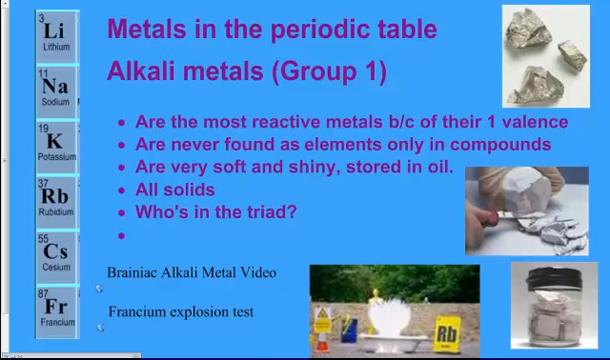 Metals in the periodic table
Alkali metals (Group 1)
• Are the most reactive metals b/c of their 1 valence
• Are never found as elements only in compounds
• Are very soft and shiny, stored in oil.
• All solids
• Who's in the triad?
•
Brainiac Alkali Metal Video
Francium explosion test
3
Li
Lithium
11
Na
Sodium
19
K
Potassium
37
Rb
Rubidium
55
Cs
Cesium
87
Fr
Francium
Rb